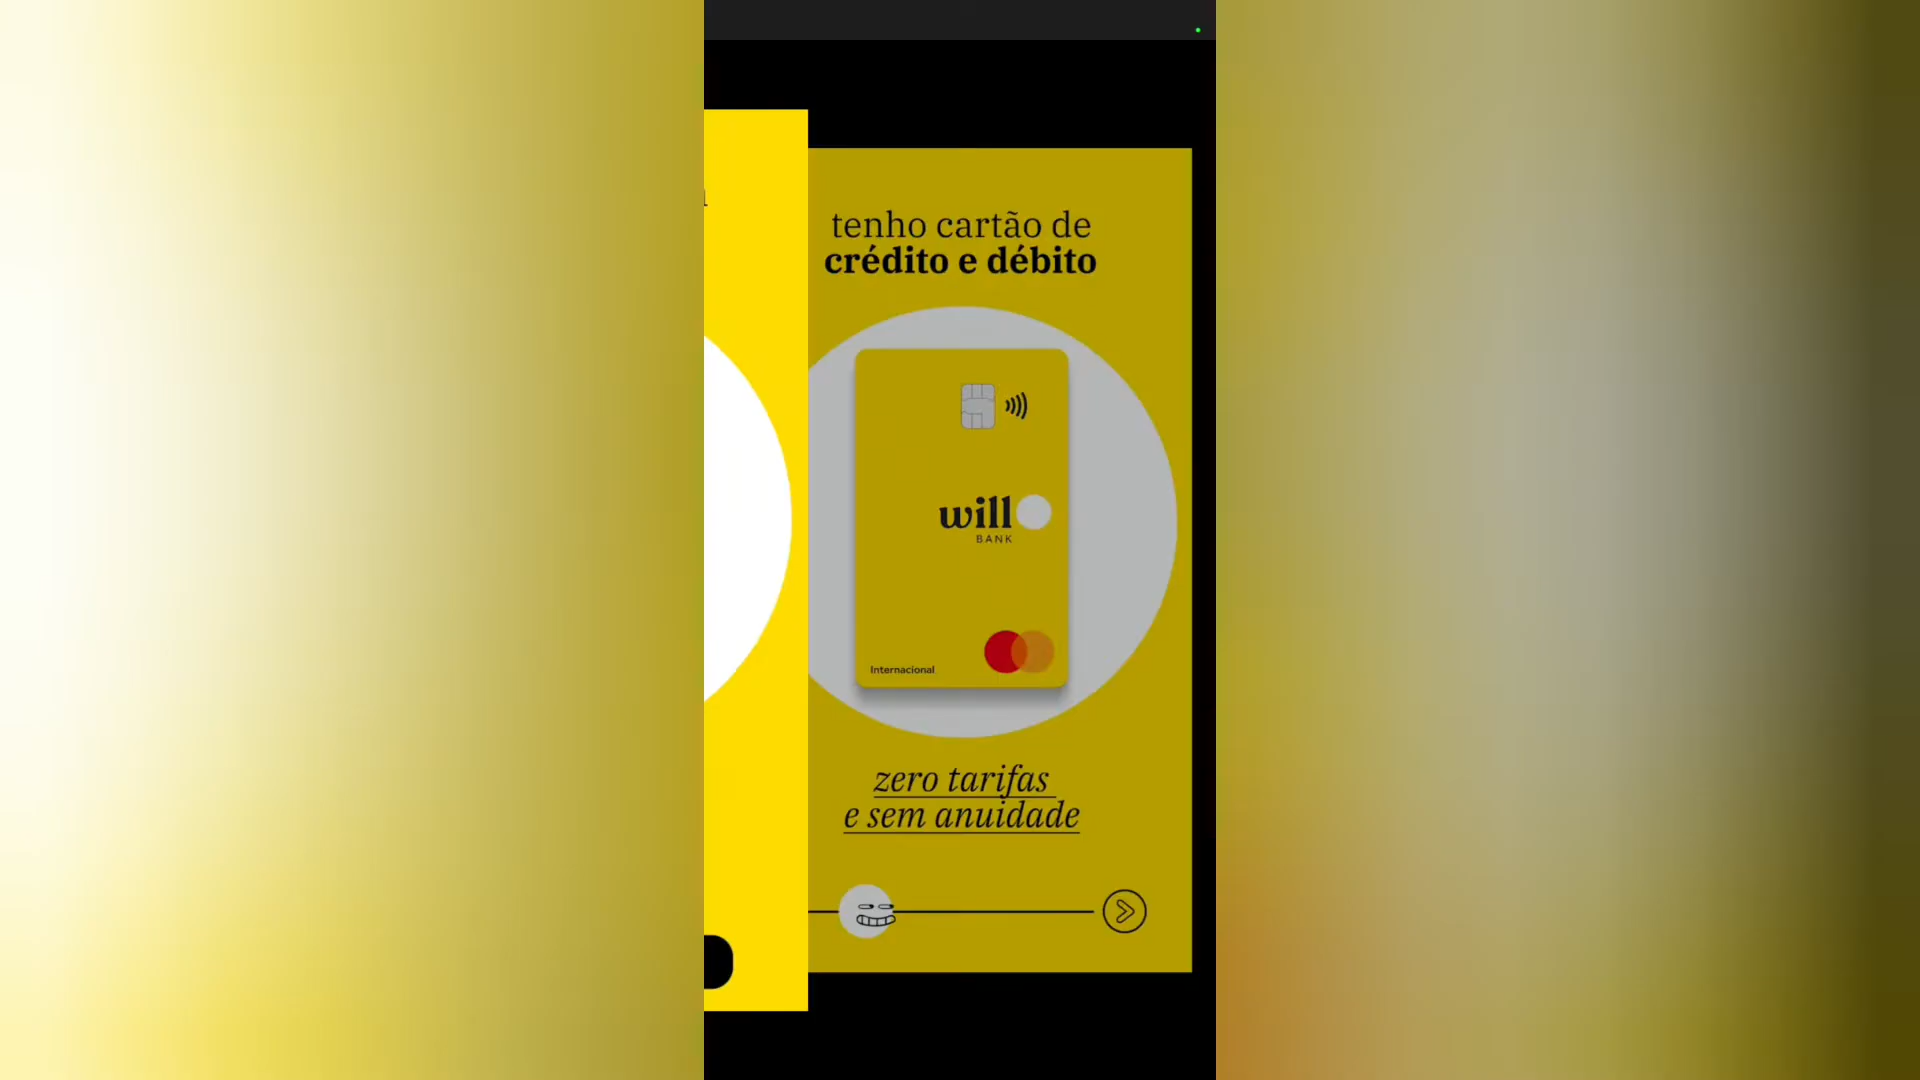 tenho cartão de
crédito e débito
will
BANK
Internacional
zero tarifas
e sem anuidade